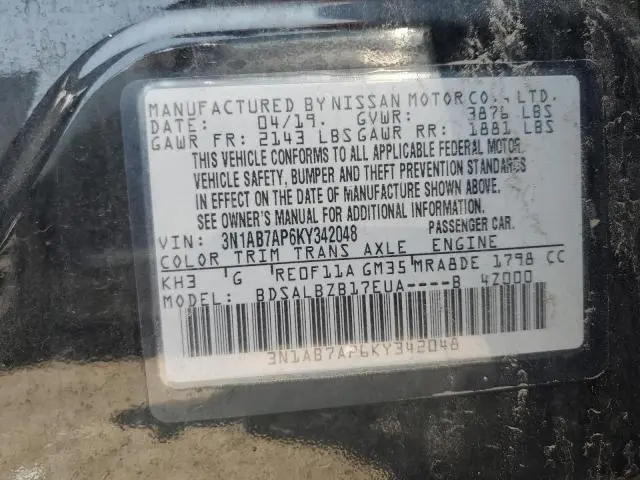 MANUFACTURED BY NISSAN MOTOR CO., LTD.
DATE: 04/19. GVWR: 3876 LBS
GAWR FR: 2143 LBS GAWR RR: 1881 LBS
THIS VEHICLE CONFORMS TO ALL APPLICABLE FEDERAL MOTOR
VEHICLE SAFETY, BUMPER AND THEFT PREVENTION STANDARDS
IN EFFECT ON THE DATE OF MANUFACTURE SHOWN ABOVE.
SEE OWNER'S MANUAL FOR ADDITIONAL INFORMATION.
VIN: 3N1AB7AP6KY342048 PASSENGER CAR.
COLOR TRIM TRANS AXLE ENGINE
KH3 G RE0F11A GM35 MRA8DE 1798 CC
MODEL: BDSALBZB17EUA----B 4Z000
3N1AB7AP6KY342048